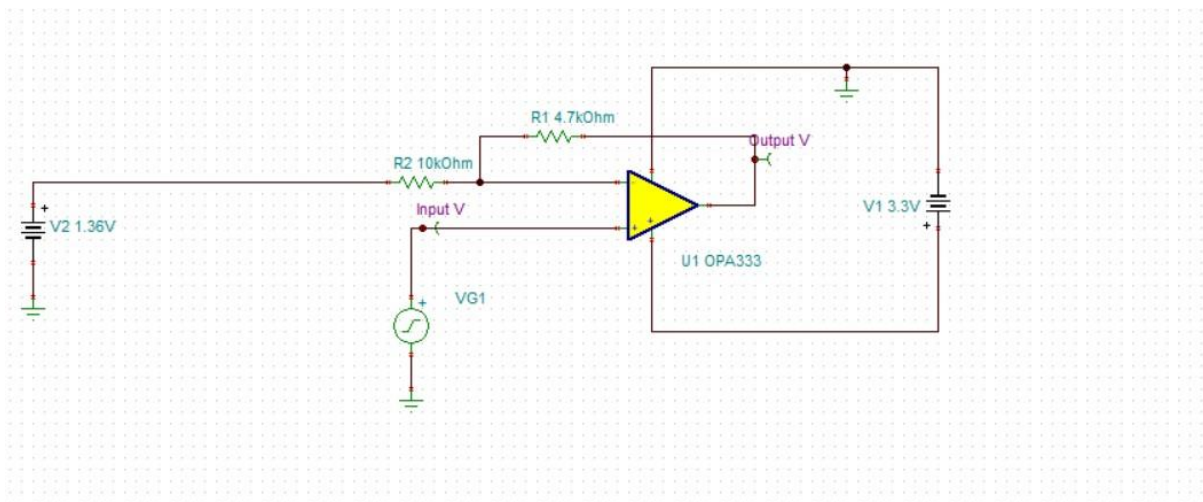 R1 4.7kOhm
Output V
R2 10kOhm
Input V
V2 1.36V
V1 3.3V
U1 OPA333
VG1